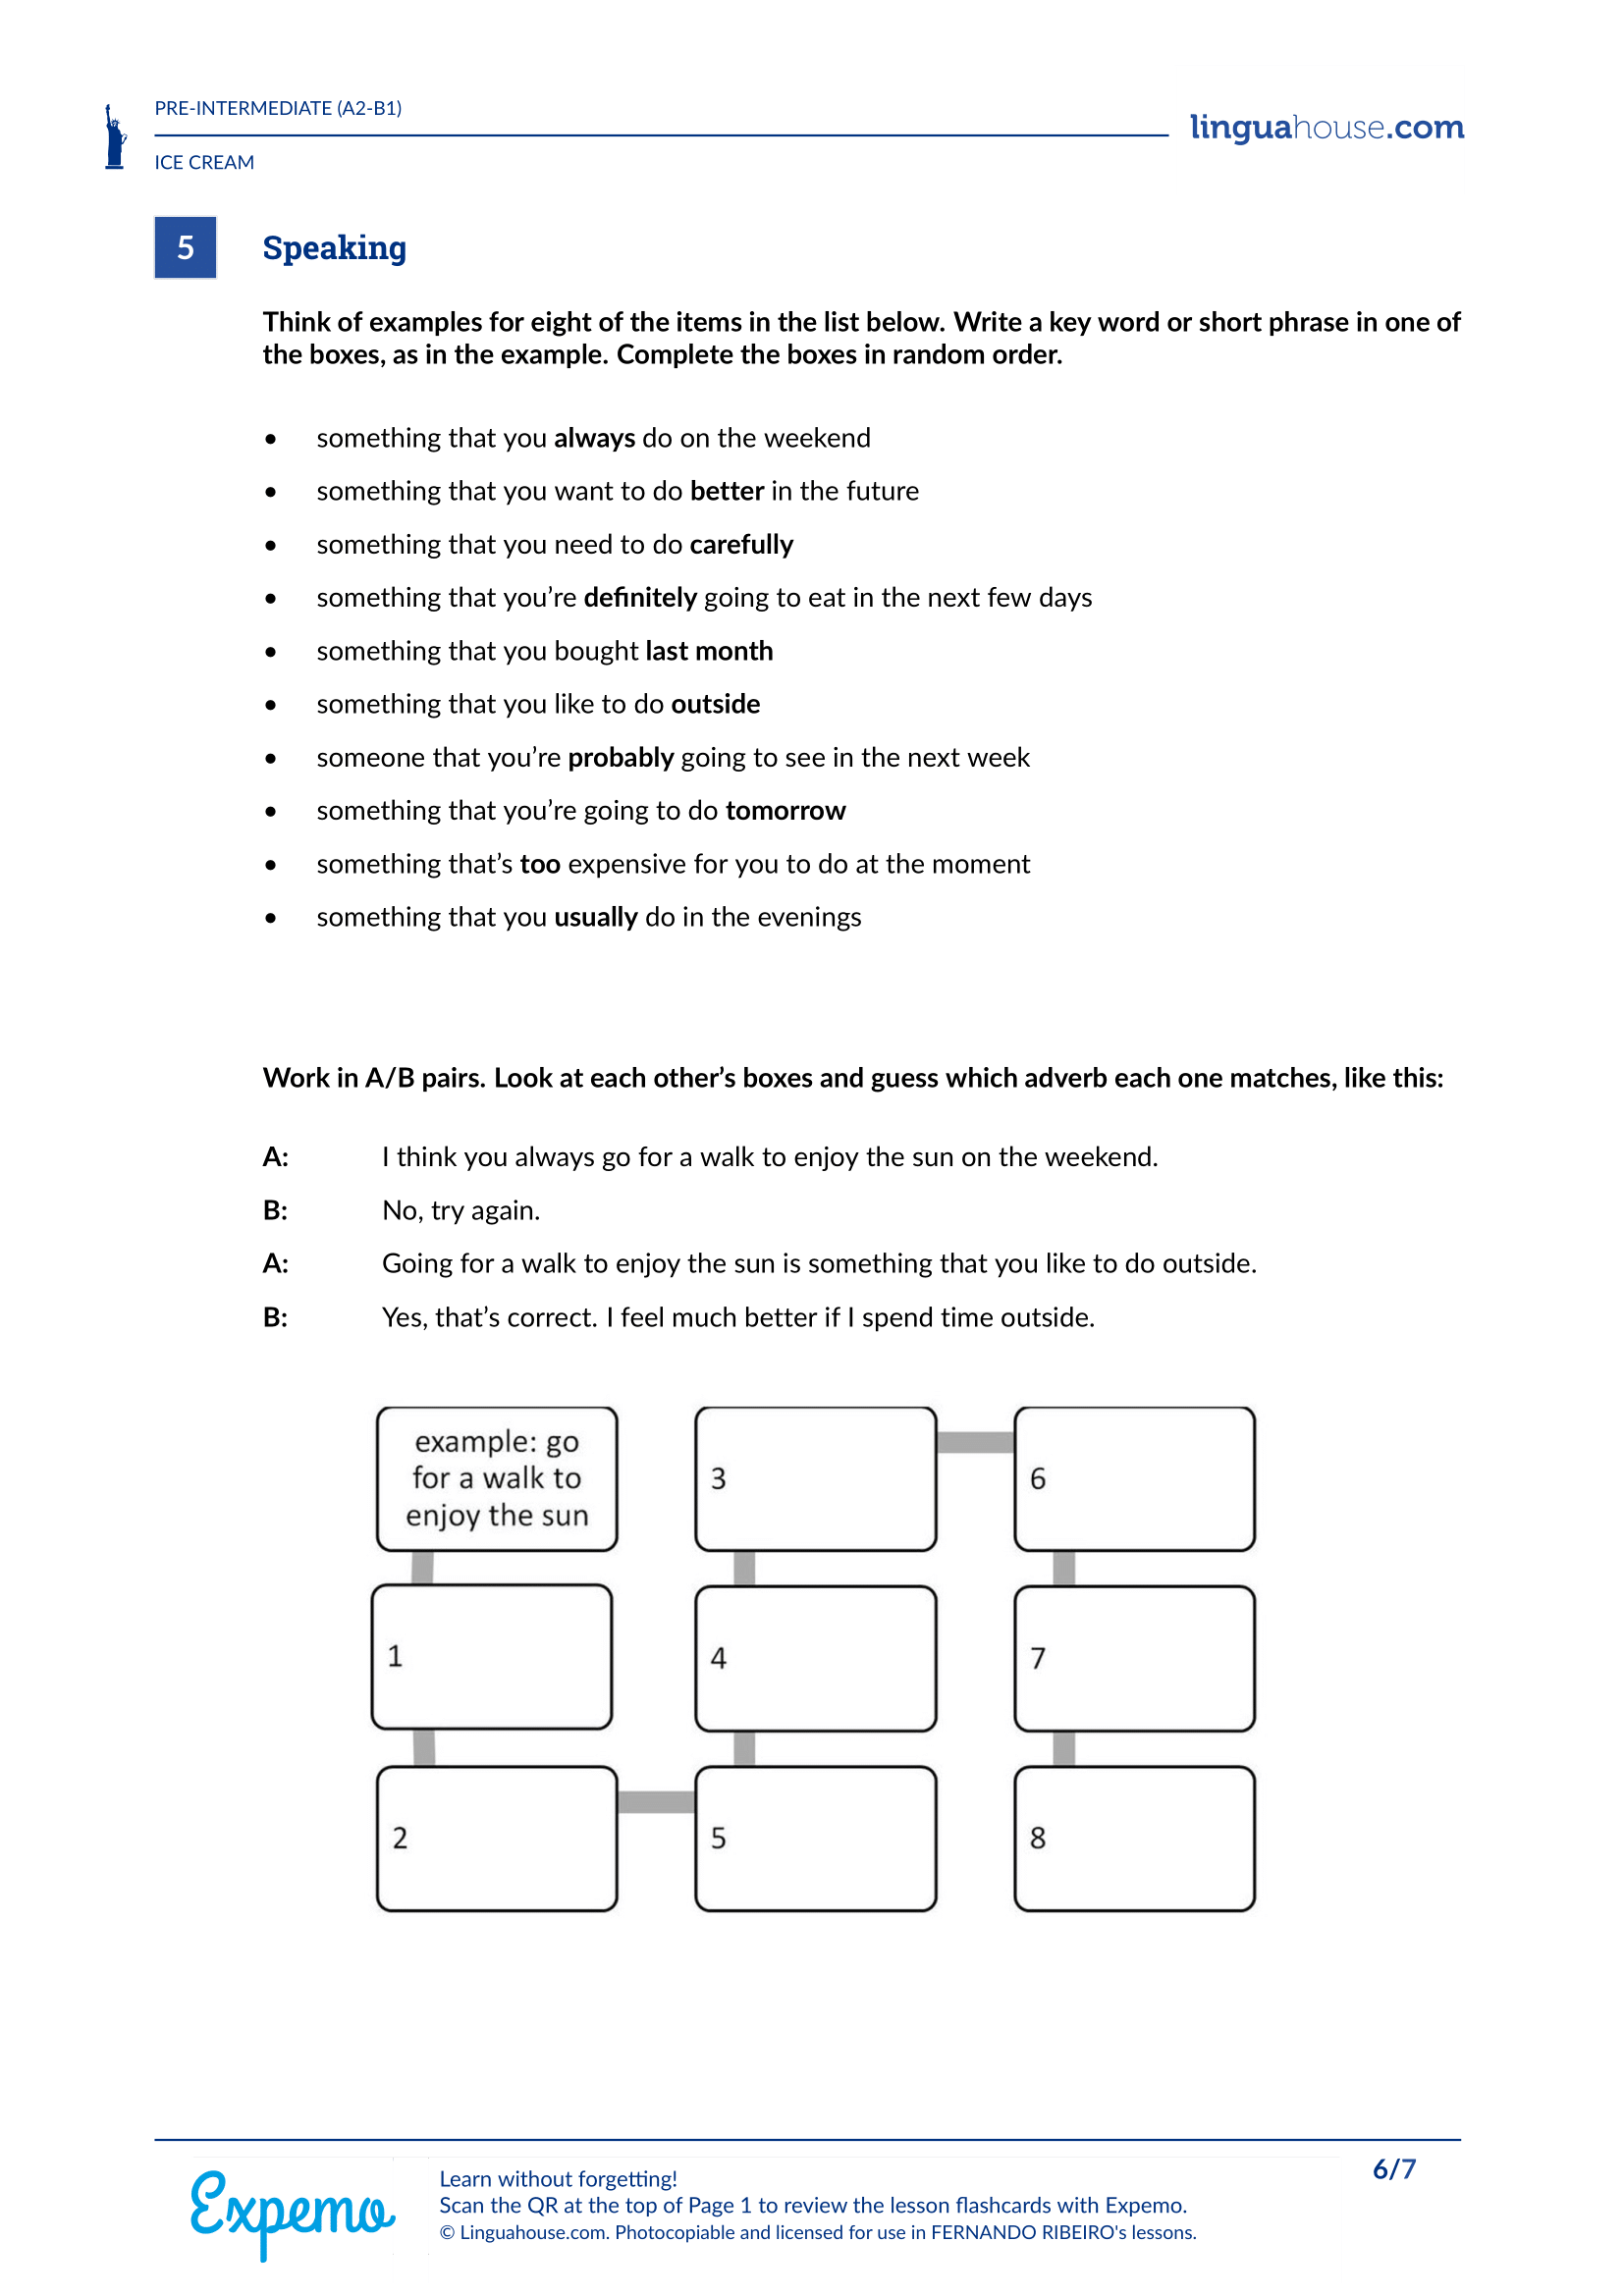 PRE-INTERMEDIATE (A2-B1)
linguahouse.com
ICE CREAM
5
Speaking
Think of examples for eight of the items in the list below. Write a key word or short phrase in one of
the boxes, as in the example. Complete the boxes in random order.
• something that you always do on the weekend
• something that you want to do better in the future
• something that you need to do carefully
• something that you’re definitely going to eat in the next few days
• something that you bought last month
• something that you like to do outside
• someone that you’re probably going to see in the next week
• something that you’re going to do tomorrow
• something that’s too expensive for you to do at the moment
• something that you usually do in the evenings
Work in A/B pairs. Look at each other’s boxes and guess which adverb each one matches, like this:
A: I think you always go for a walk to enjoy the sun on the weekend.
B: No, try again.
A: Going for a walk to enjoy the sun is something that you like to do outside.
B: Yes, that’s correct. I feel much better if I spend time outside.
example: go
for a walk to
enjoy the sun
3
6
1
4
7
2
5
8
6/7
Expemo
Learn without forgetting!
Scan the QR at the top of Page 1 to review the lesson flashcards with Expemo.
© Linguahouse.com. Photocopiable and licensed for use in FERNANDO RIBEIRO's lessons.